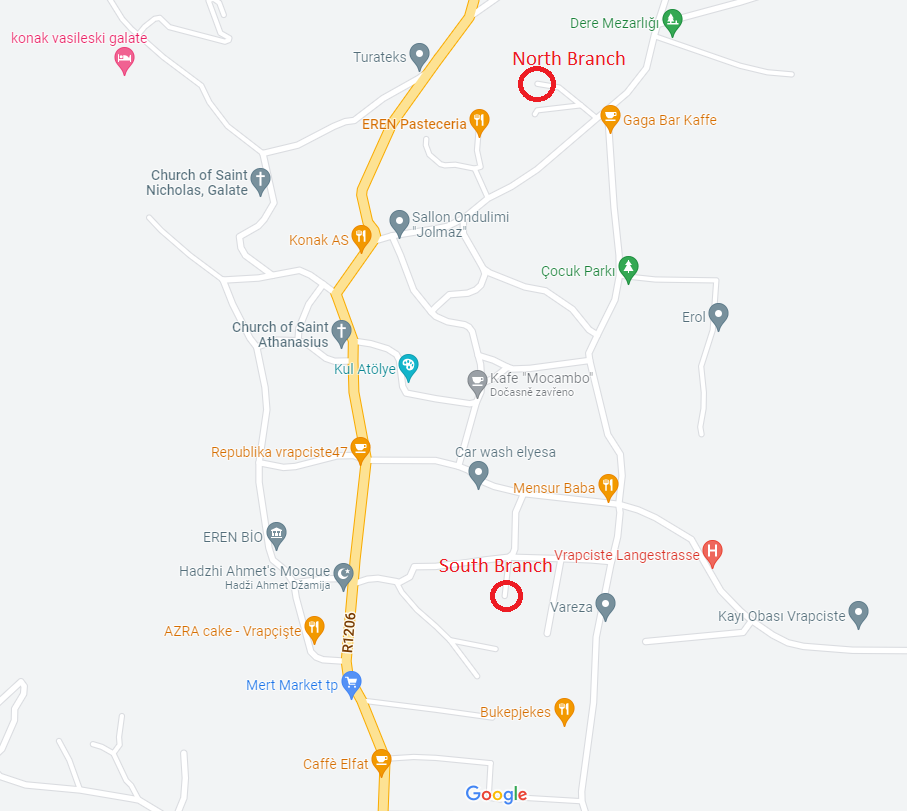 Dere Mezarlığı
konak vasileski galate
Turateks
North Branch
EREN Pasteceria
Gaga Bar Kaffe
Church of Saint
Nicholas, Galate
Sallon Ondulimi
"Jolmaz"
Konak AS
Çocuk Parkı
Erol
Church of Saint
Athanasius
Kul Atölye
Kafe "Mocambo"
Dočasně zavřeno
Republika vrapciste47
Car wash elyesa
Mensur Baba
EREN BİO
Vrapciste Langestrasse
South Branch
Hadzhi Ahmet's Mosque
Hadži Ahmet Džamija
Vareza
Kayı Obası Vrapciste
AZRA cake - Vrapçişte
R1206
Mert Market tp
Bukepjekes
Caffè Elfat
Google